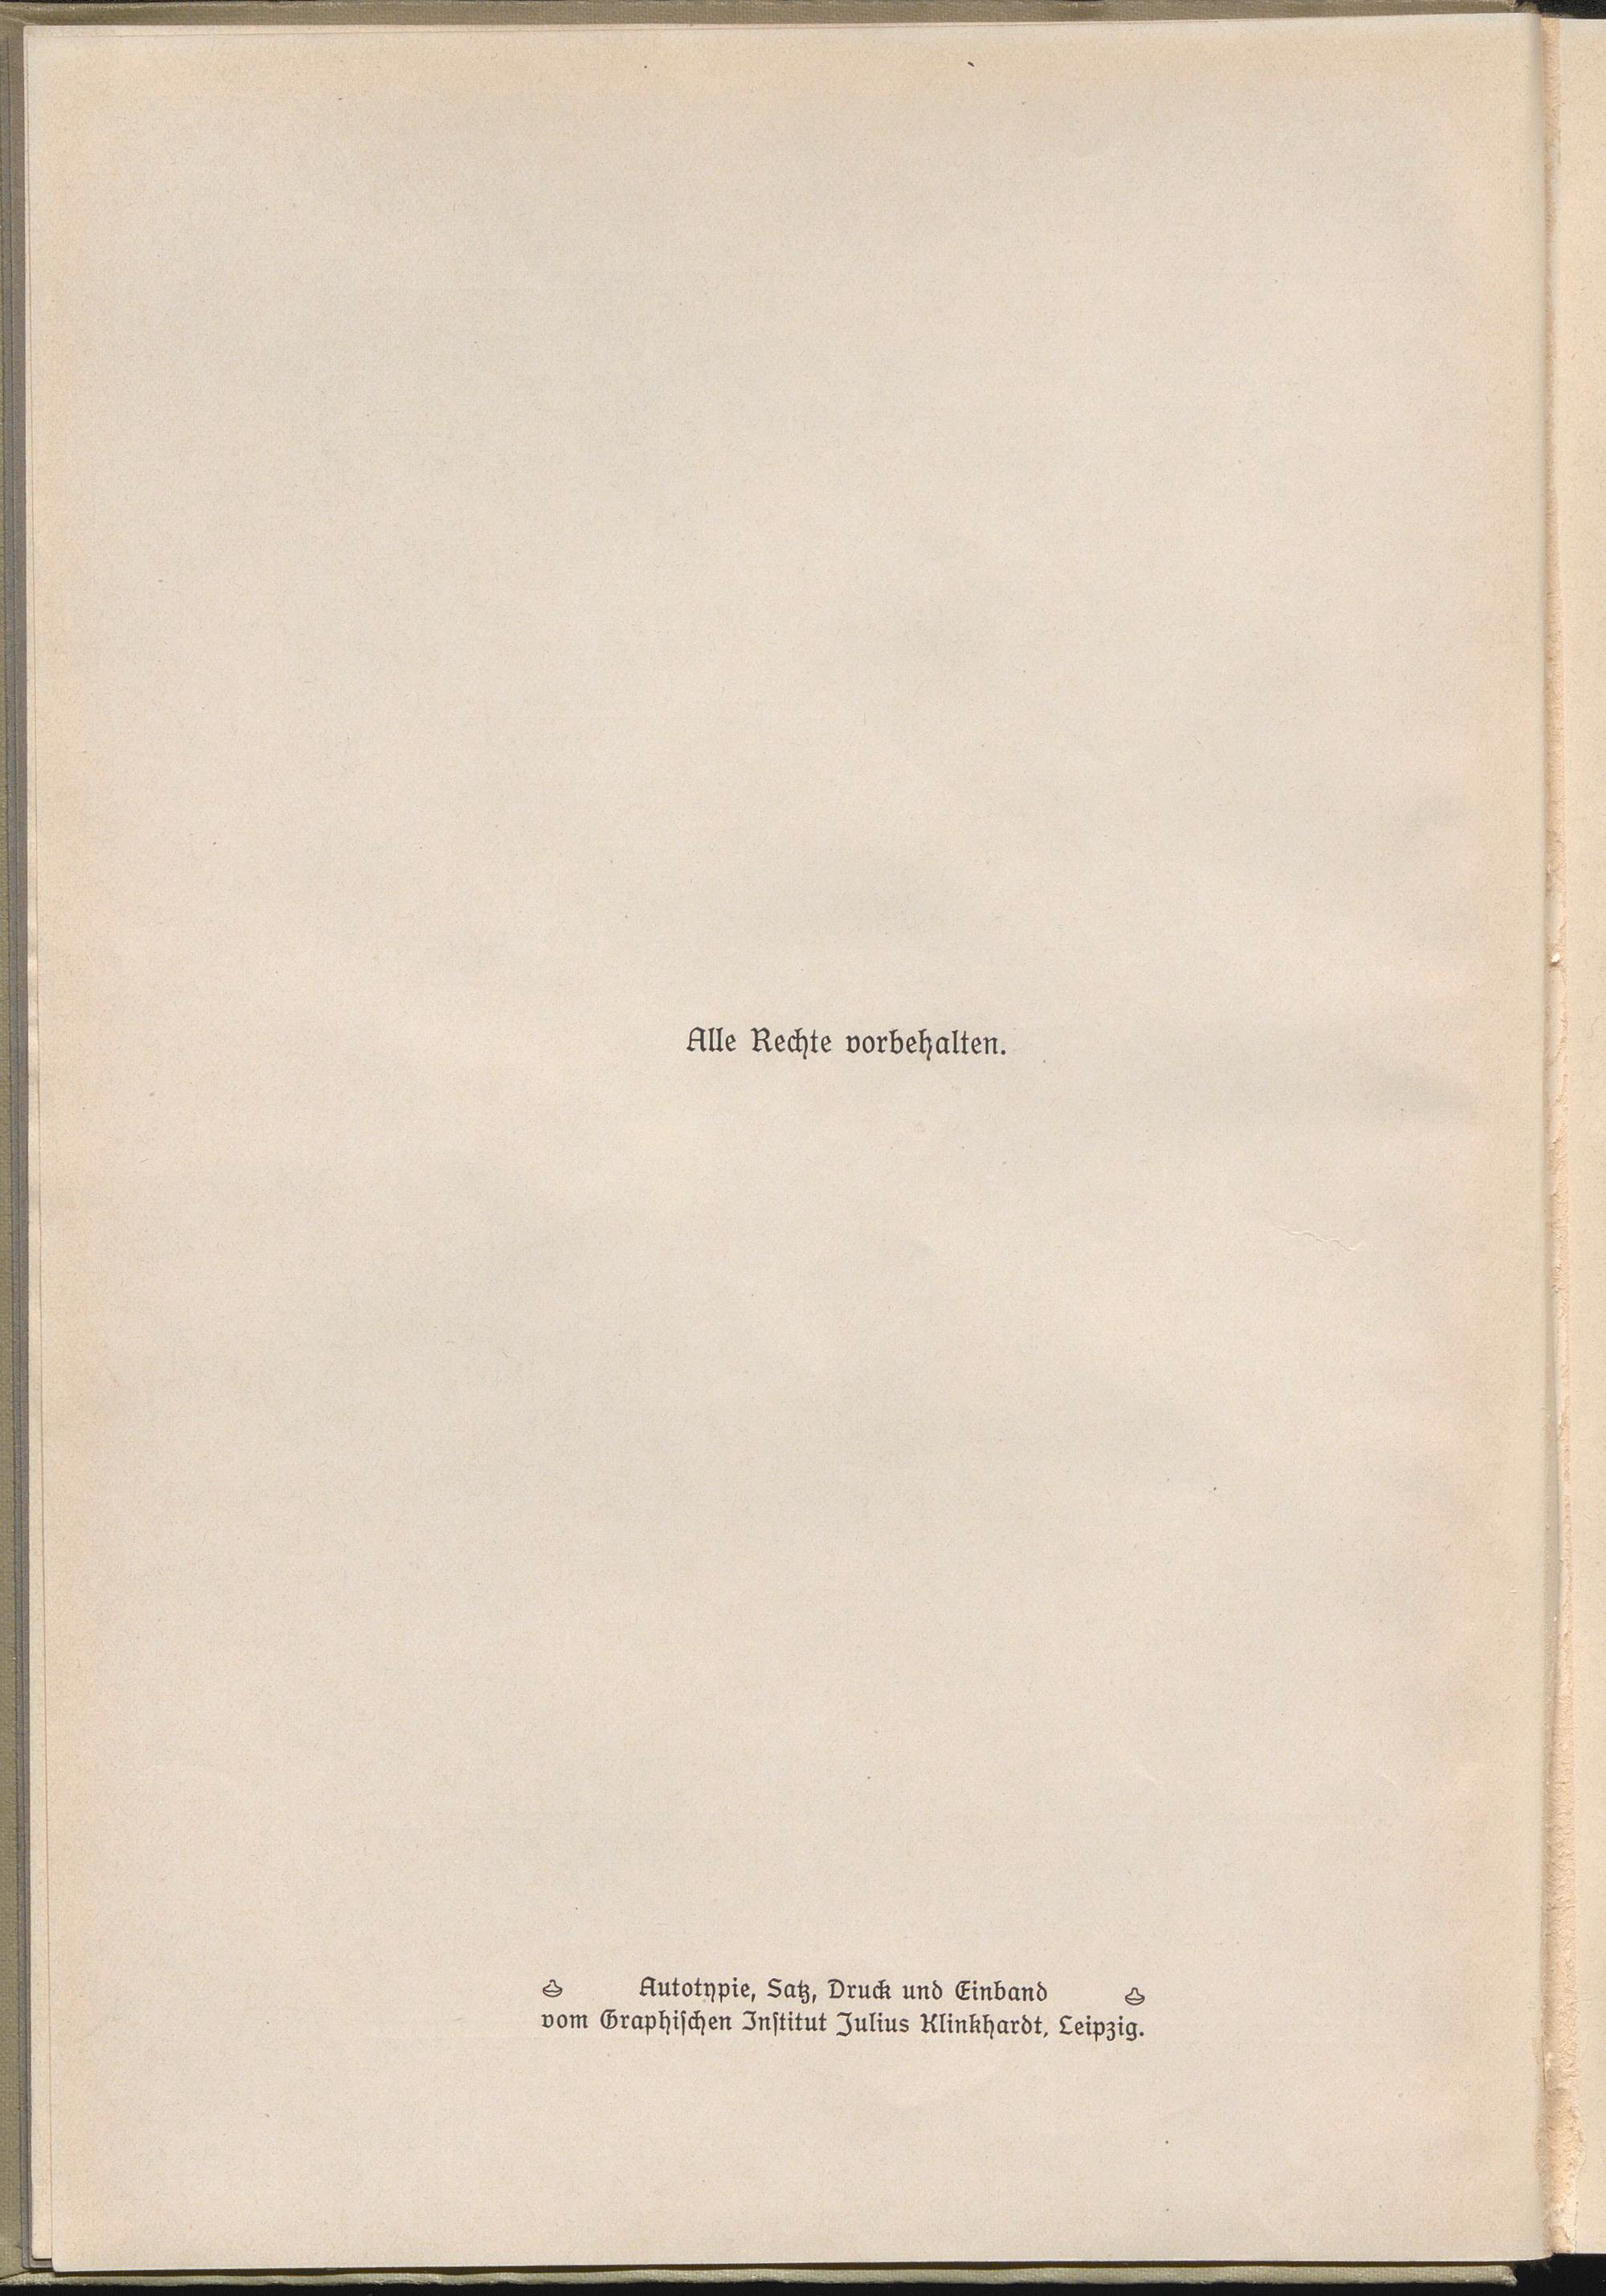 Alle Rechte vorbehalten.
Autotypie, Satz, Druck und Einband
vom Graphiſchen Inſtitut Julius Klinkhardt, Leipzig.